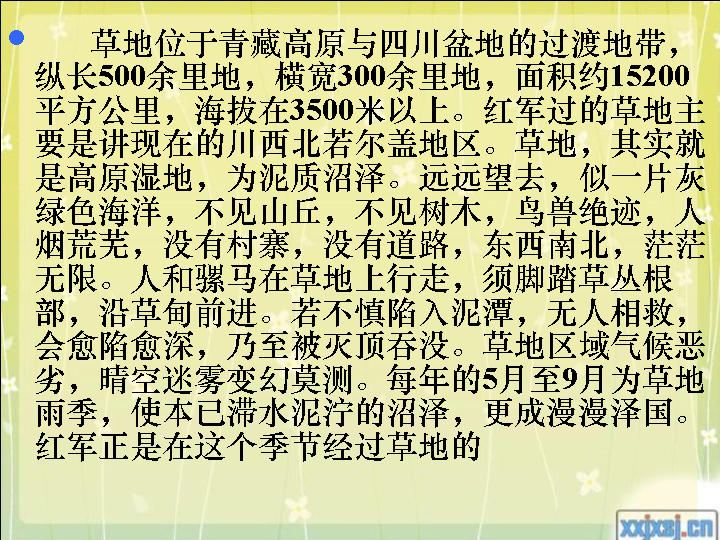 草地位于青藏高原与四川盆地的过渡地带，
纵长500余里地，横宽300余里地，面积约15200
平方公里，海拔在3500米以上。红军过的草地主
要是讲现在的川西北若尔盖地区。草地，其实就
是高原湿地，为泥质沼泽。远远望去，似一片灰
绿色海洋，不见山丘，不见树木，鸟兽绝迹，人
烟荒芜，没有村寨，没有道路，东西南北，茫茫
无限。人和骡马在草地上行走，须脚踏草丛根
部，沿草甸前进。若不慎陷入泥潭，无人相救，
会愈陷愈深，乃至被灭顶吞没。草地区域气候恶
劣，晴空迷雾变幻莫测。每年的5月至9月为草地
雨季，使本已滞水泥泞的沼泽，更成漫漫泽国。
红军正是在这个季节经过草地的
xxjxsj.cn